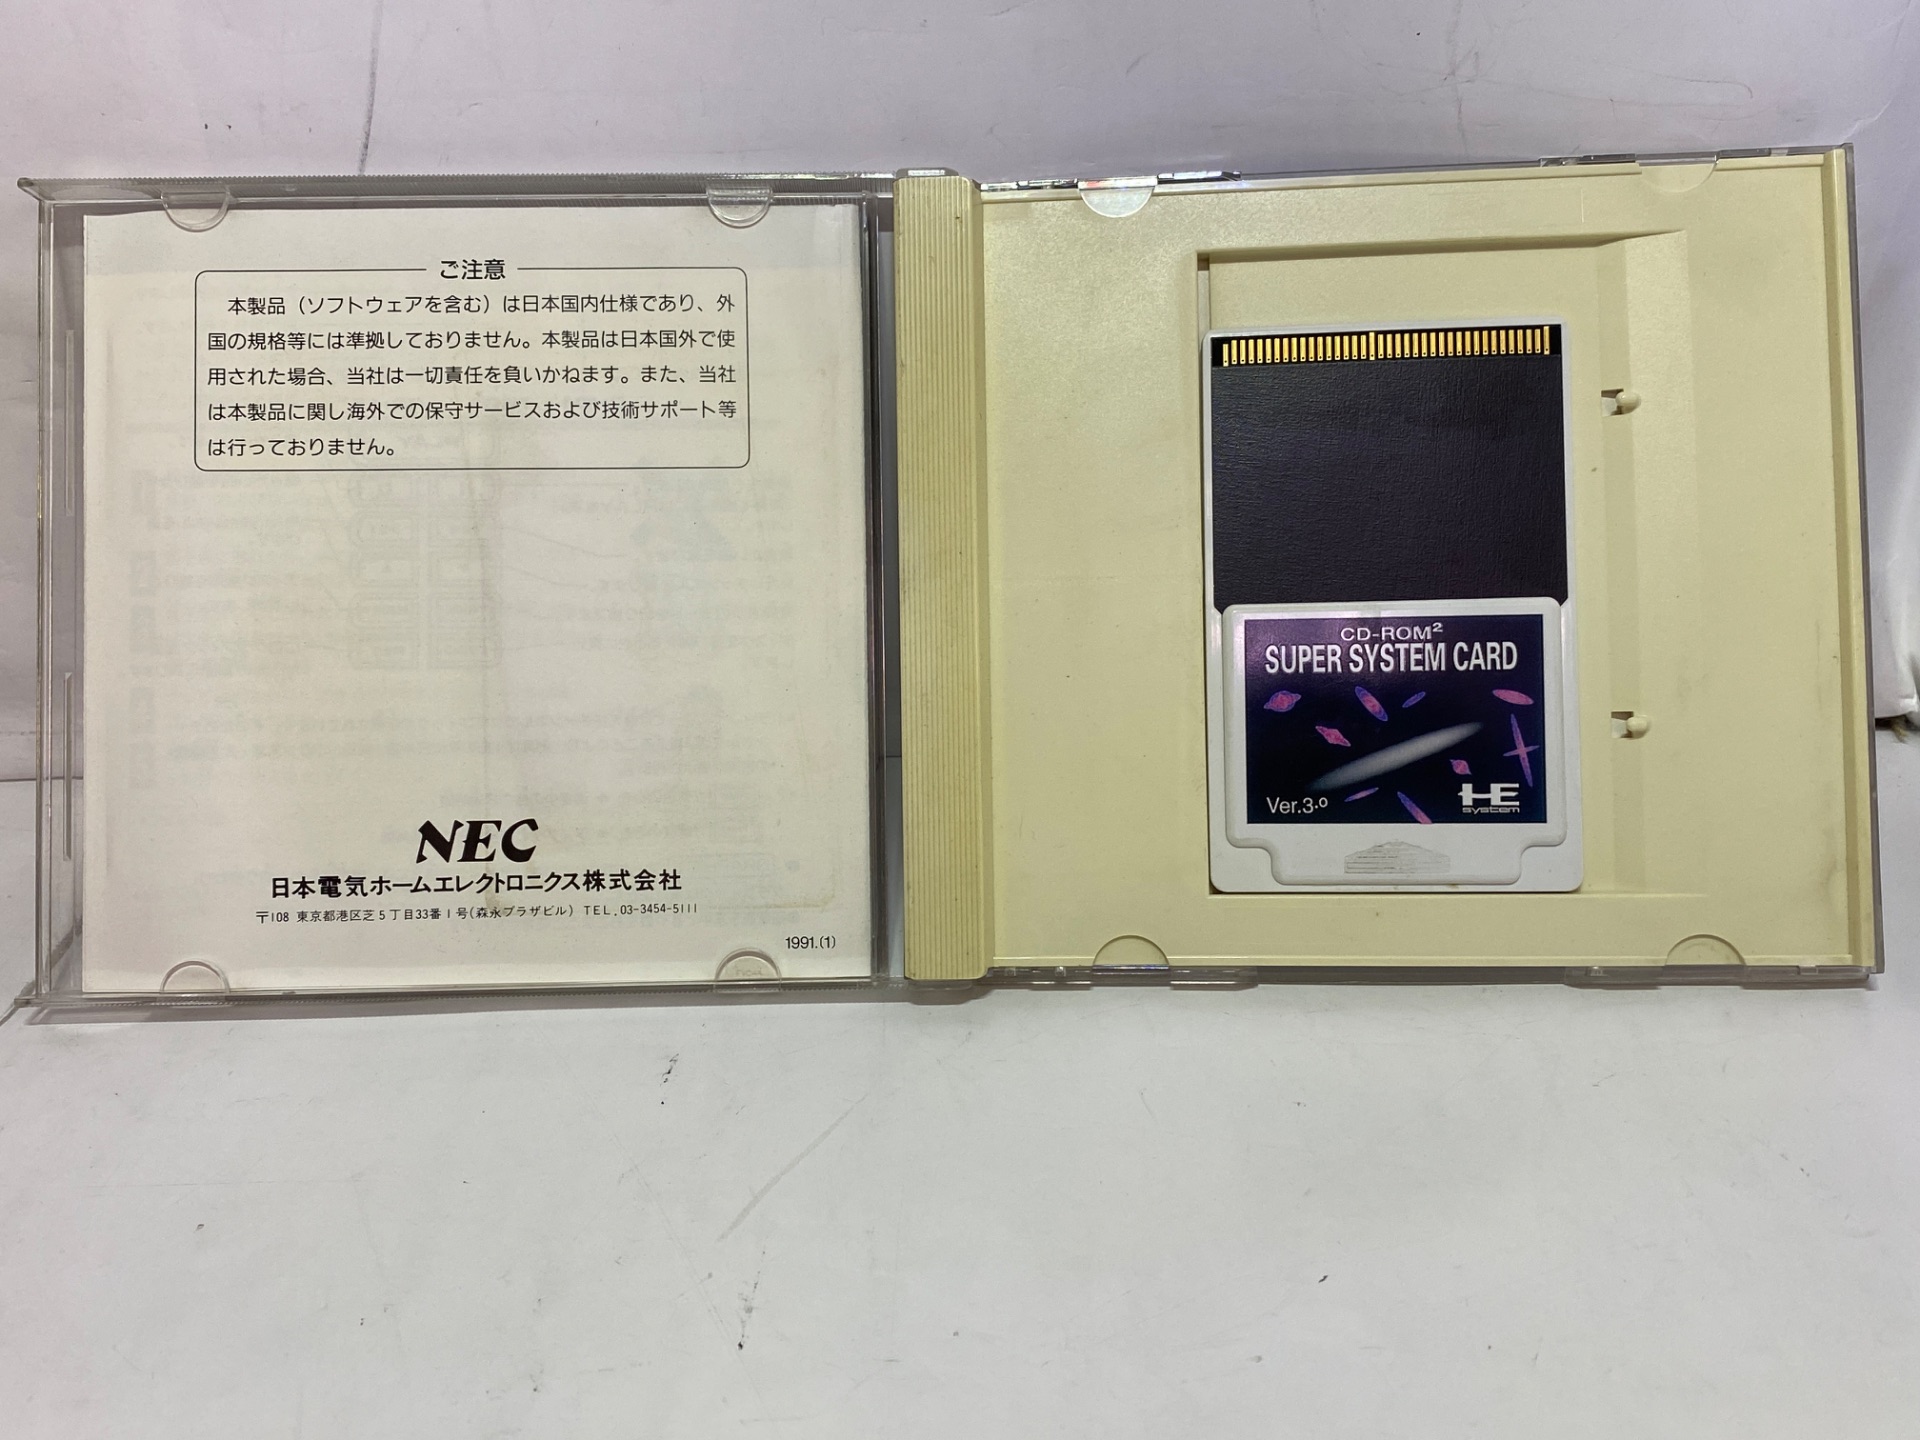 ご注意
本製品（ソフトウェアを含む）は日本国内仕様であり、外
国の規格等には準拠しておりません。本製品は日本国外で使
用された場合、当社は一切責任を負いかねます。また、当社
は本製品に関し海外での保守サービスおよび技術サポート等
は行っておりません。
NEC
日本電気ホームエレクトロニクス株式会社
〒108 東京都港区芝5丁目33番1号(森永プラザビル) TEL.03-3454-5111
1991.(1)
CD-ROM²
SUPER SYSTEM CARD
Ver.3.0
HE
system